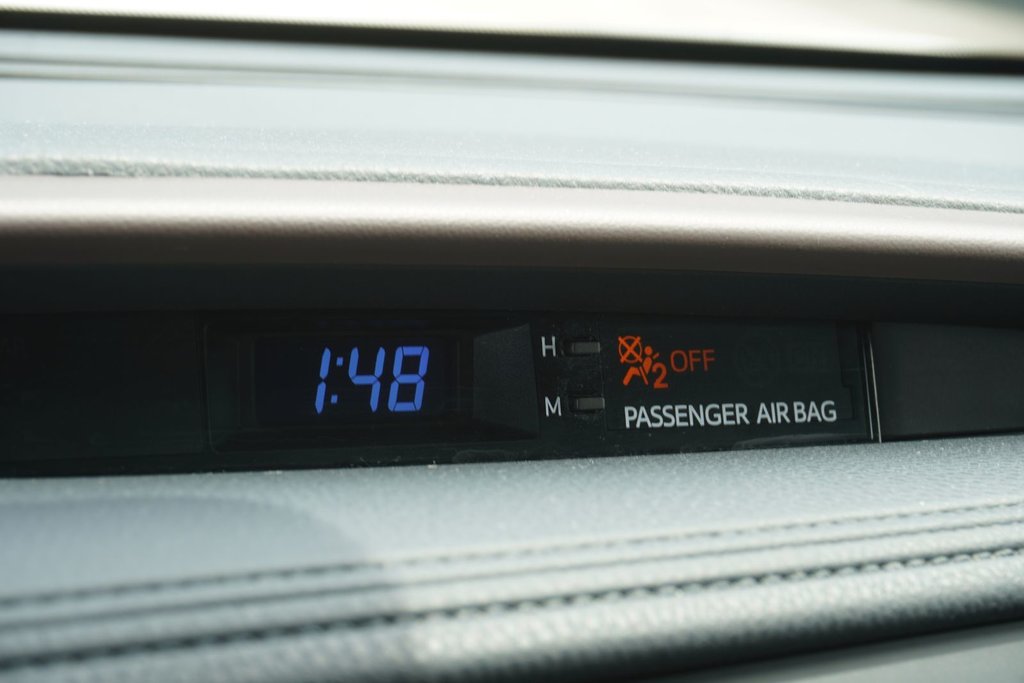 1:48
H
M
2 OFF
PASSENGER AIR BAG